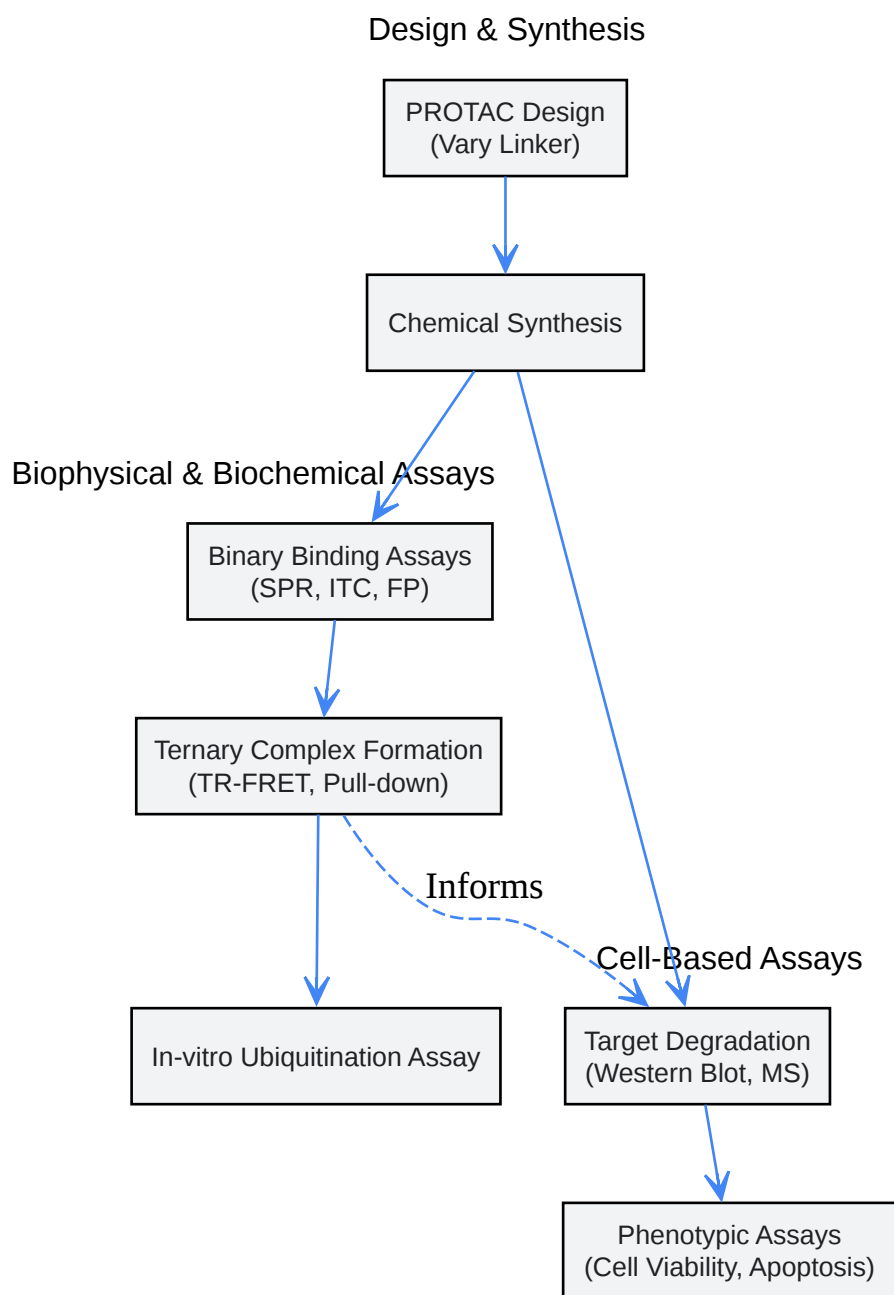 Design & Synthesis
PROTAC Design
(Vary Linker)
Chemical Synthesis
Biophysical & Biochemical Assays
Binary Binding Assays
(SPR, ITC, FP)
Ternary Complex Formation
(TR-FRET, Pull-down)
Informs
Cell-Based Assays
In-vitro Ubiquitination Assay
Target Degradation
(Western Blot, MS)
Phenotypic Assays
(Cell Viability, Apoptosis)